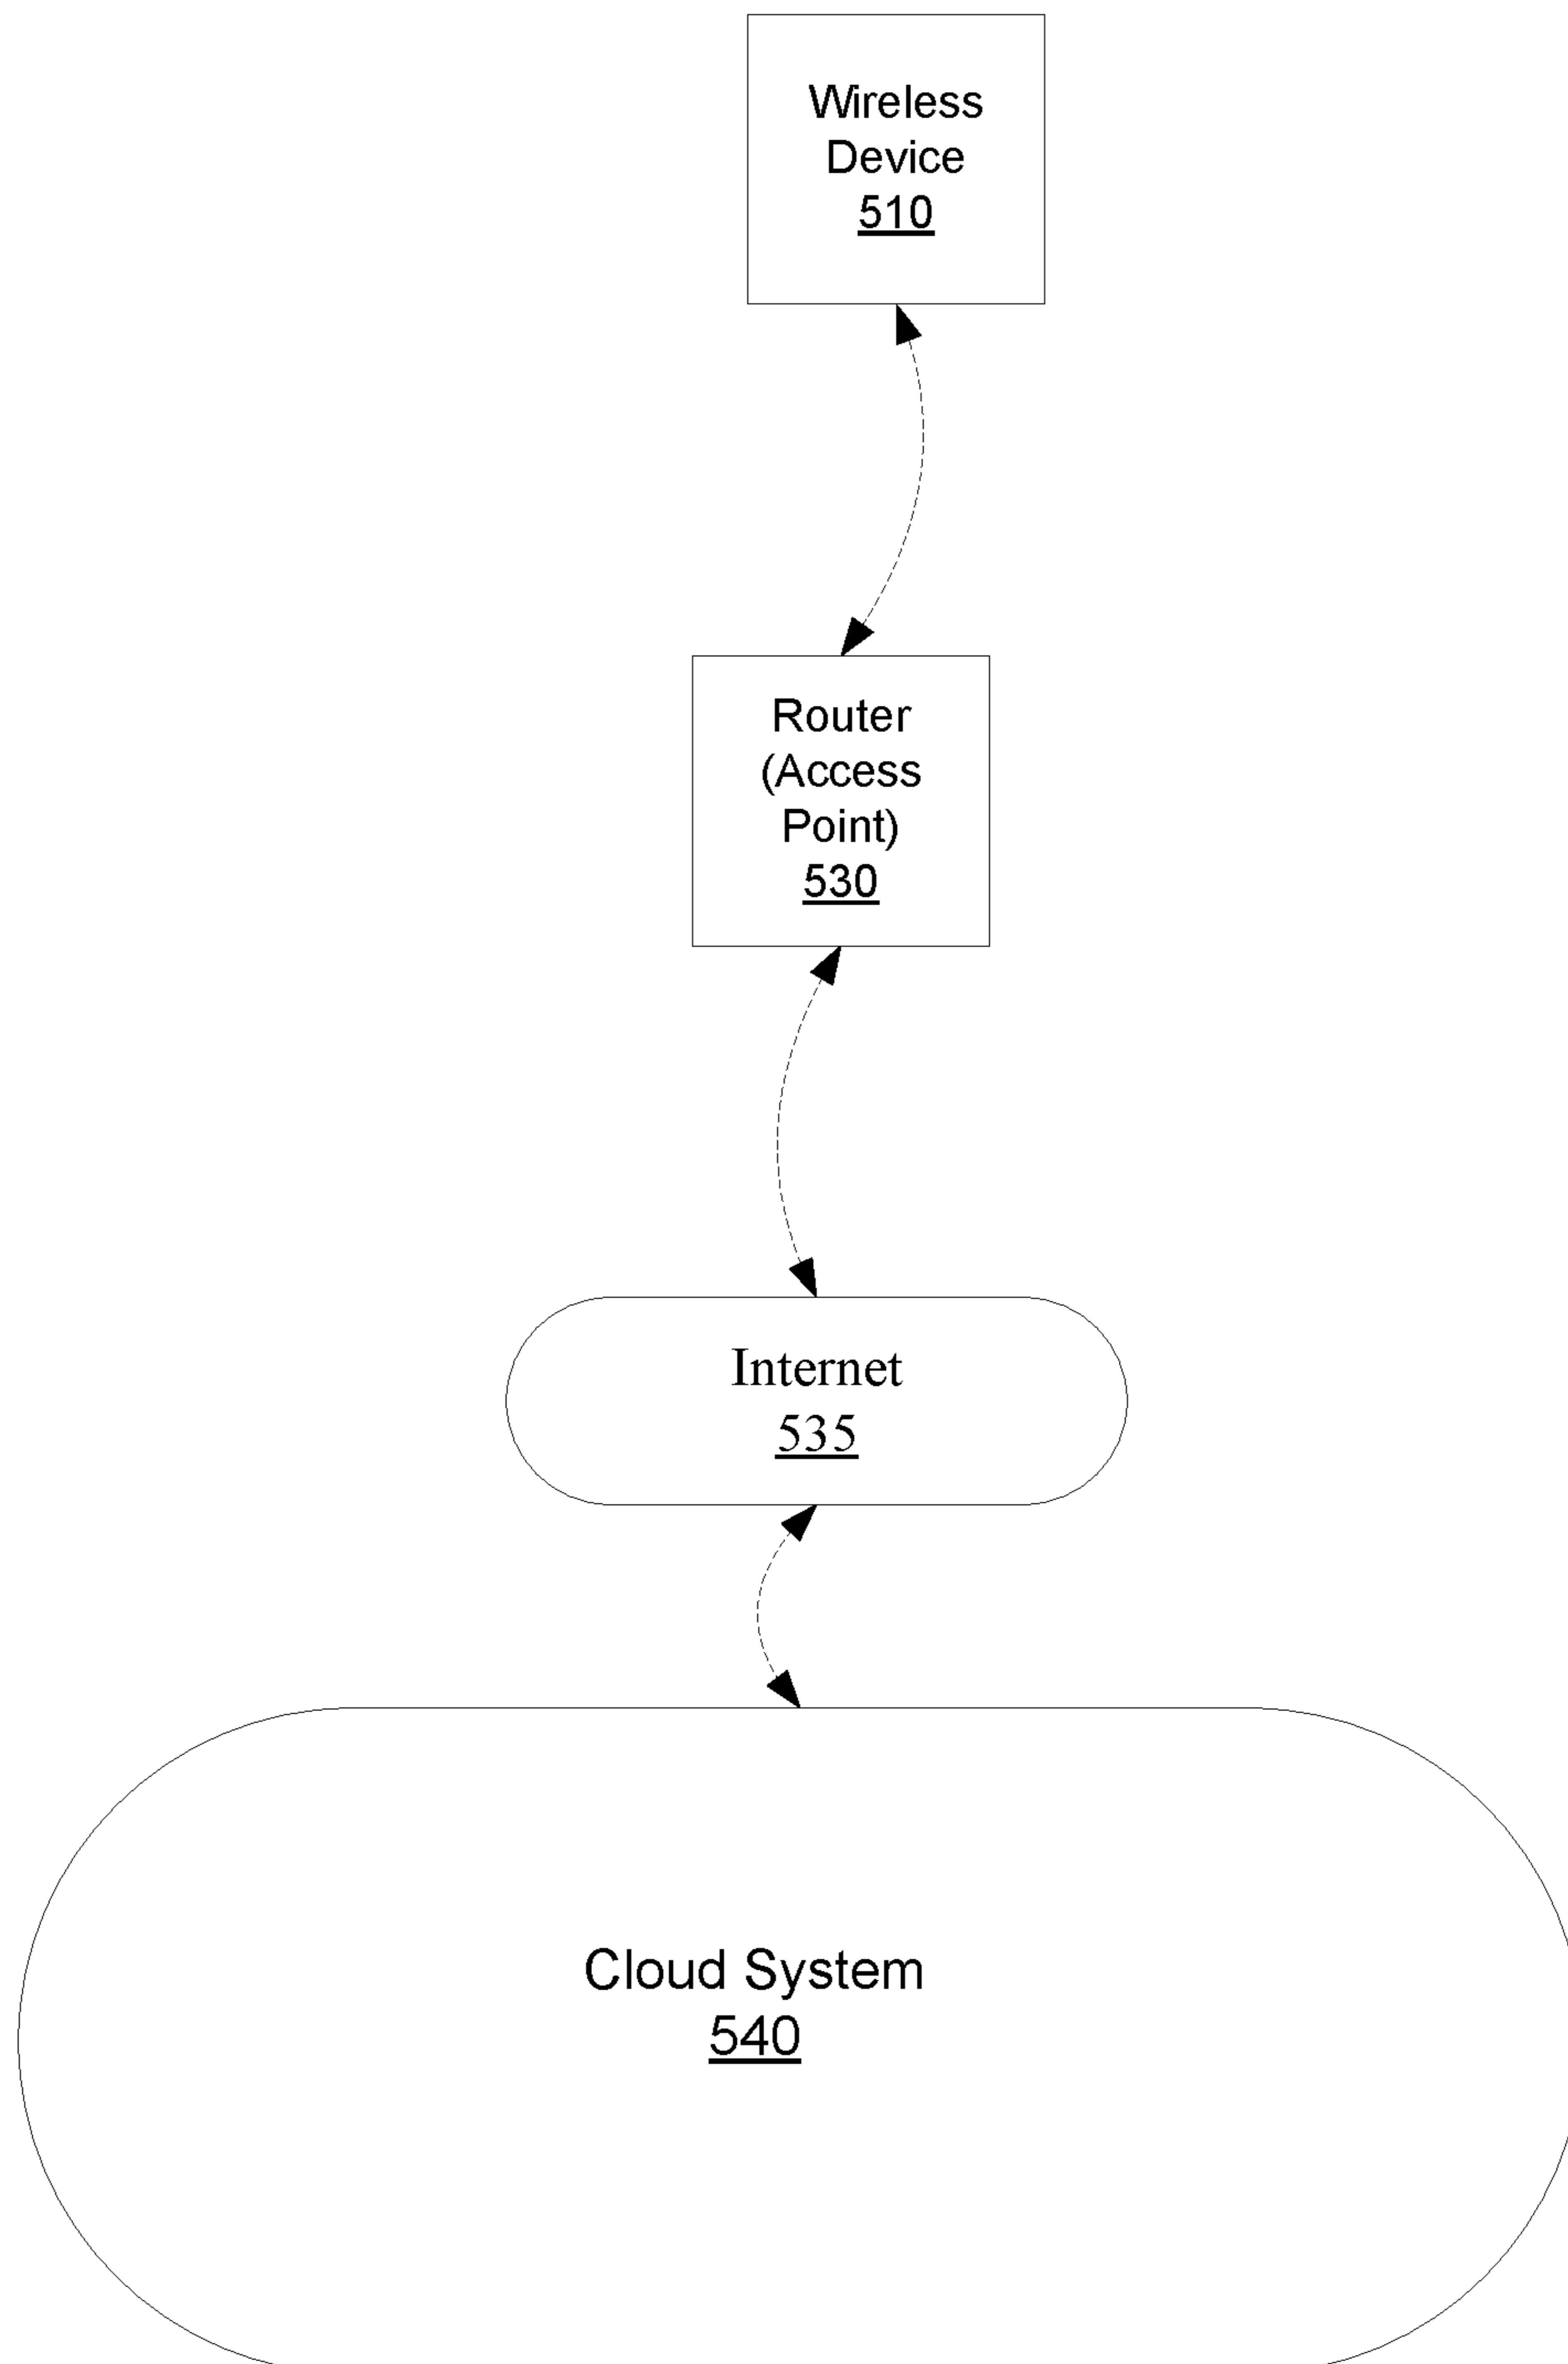 Wireless
Device
510
Router
(Access
Point)
530
Internet
535
Cloud System
540